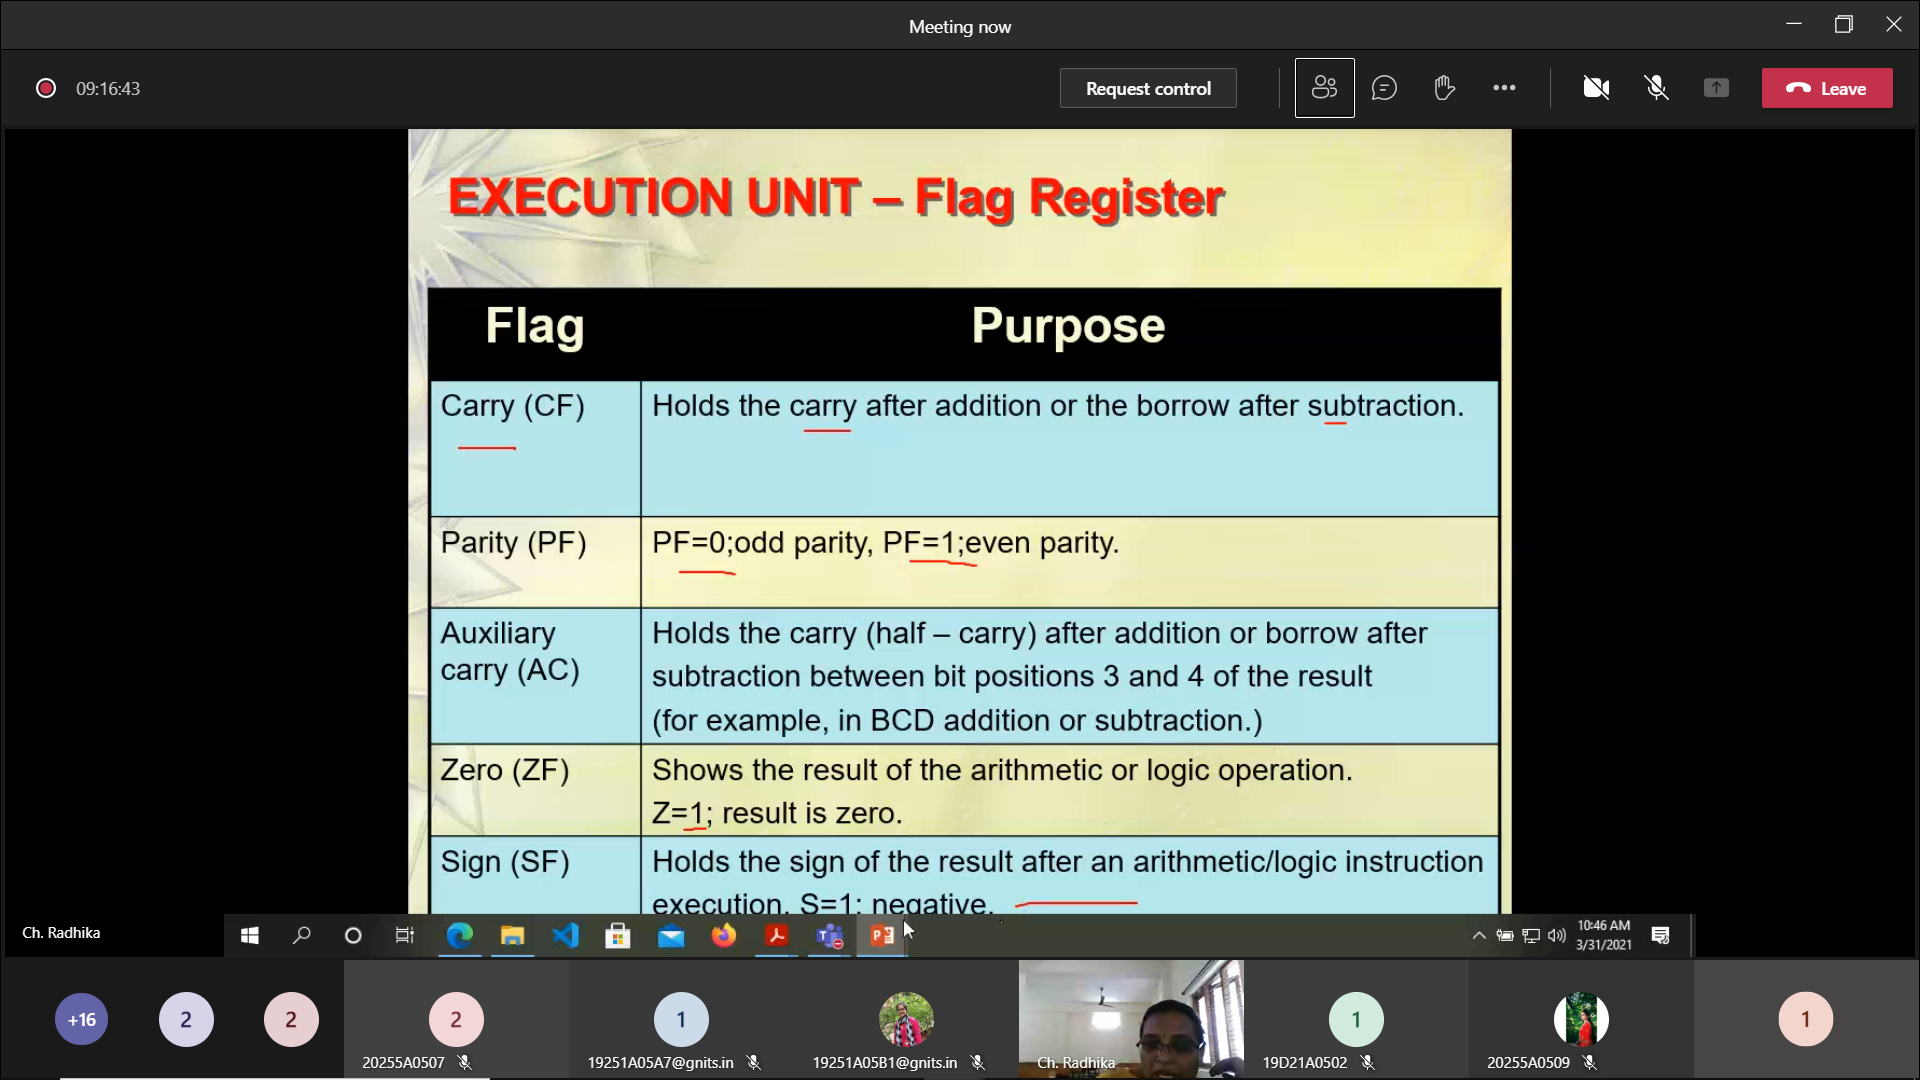 Meeting now
09:16:43
Request control
Leave
EXECUTION UNIT – Flag Register
Flag
Purpose
Carry (CF)
Holds the carry after addition or the borrow after subtraction.
Parity (PF)
PF=0;odd parity, PF=1;even parity.
Auxiliary
carry (AC)
Holds the carry (half – carry) after addition or borrow after
subtraction between bit positions 3 and 4 of the result
(for example, in BCD addition or subtraction.)
Zero (ZF)
Shows the result of the arithmetic or logic operation.
Z=1; result is zero.
Sign (SF)
Holds the sign of the result after an arithmetic/logic instruction
execution. S=1; negative.
Ch. Radhika
10:46 AM
3/31/2021
+16
2
2
2
1
1
1
20255A0507
19251A05A7@gnits.in
19251A05B1@gnits.in
Ch. Radhika
19D21A0502
20255A0509